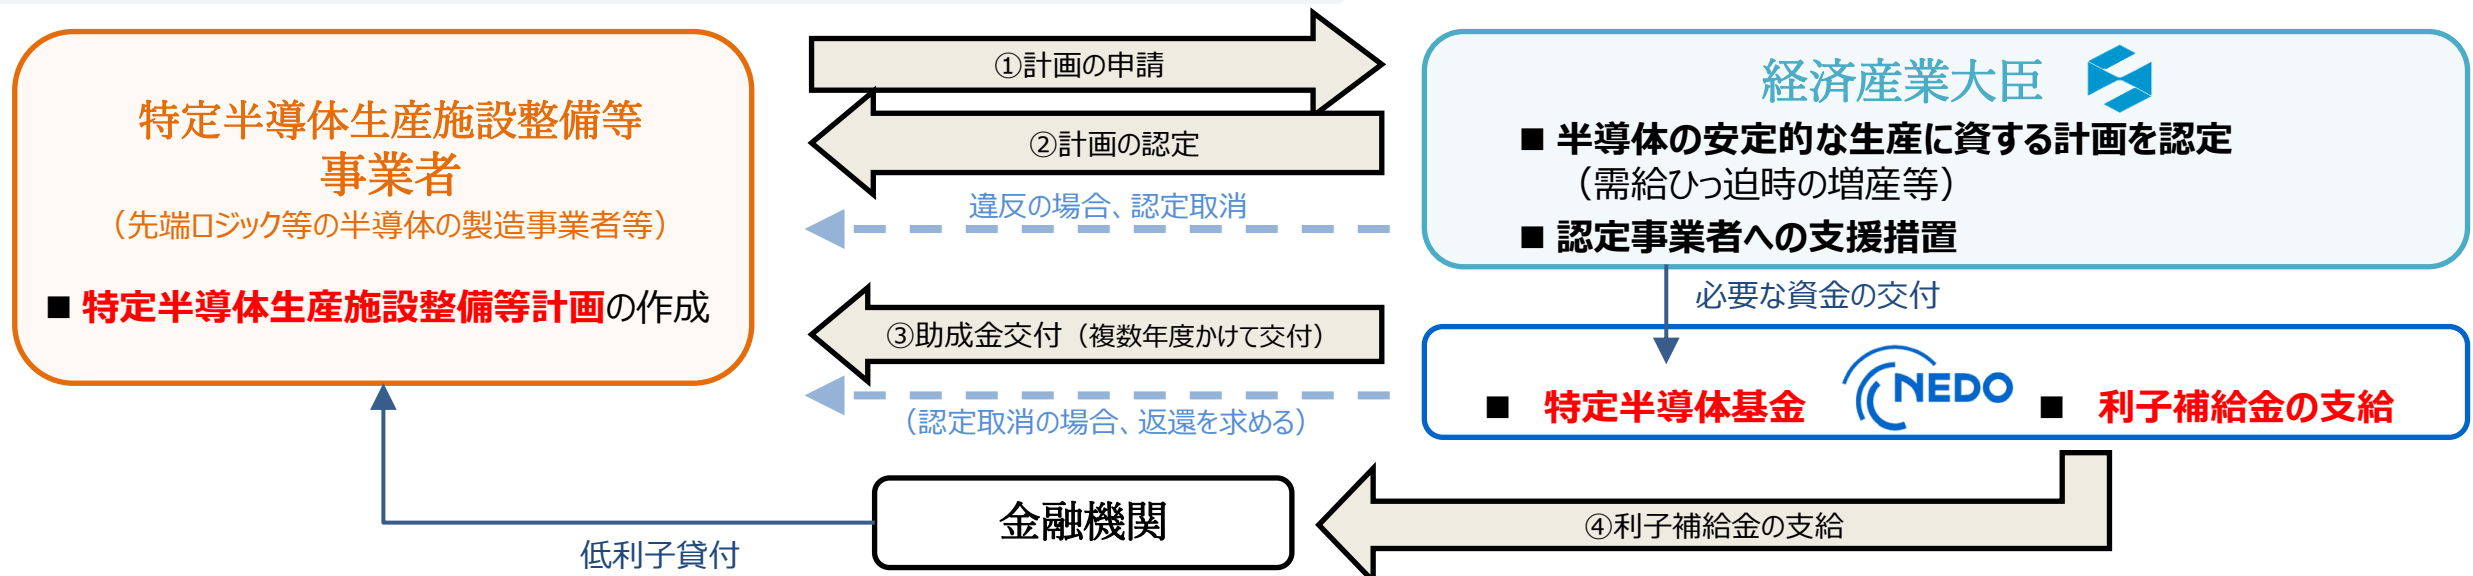 特定半導体生産施設整備等
事業者
（先端ロジック等の半導体の製造事業者等）
■ 特定半導体生産施設整備等計画の作成
①計画の申請
②計画の認定
違反の場合、認定取消
③助成金交付（複数年度かけて交付）
（認定取消の場合、返還を求める）
経済産業大臣
■ 半導体の安定的な生産に資する計画を認定
（需給ひっ迫時の増産等）
■ 認定事業者への支援措置
必要な資金の交付
■ 特定半導体基金
NEDO
■ 利子補給金の支給
④利子補給金の支給
金融機関
低利子貸付